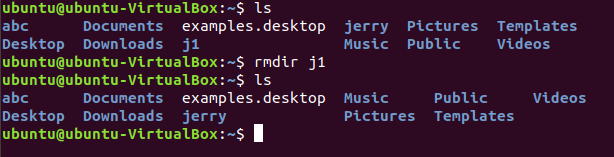 ubuntu@ubuntu-VirtualBox:~$ ls
abc      Documents  examples.desktop  jerry  Pictures  Templates
Desktop  Downloads  j1                Music  Public    Videos
ubuntu@ubuntu-VirtualBox:~$ rmdir j1
ubuntu@ubuntu-VirtualBox:~$ ls
abc      Documents  examples.desktop  Music     Public     Videos
Desktop  Downloads  jerry             Pictures  Templates
ubuntu@ubuntu-VirtualBox:~$